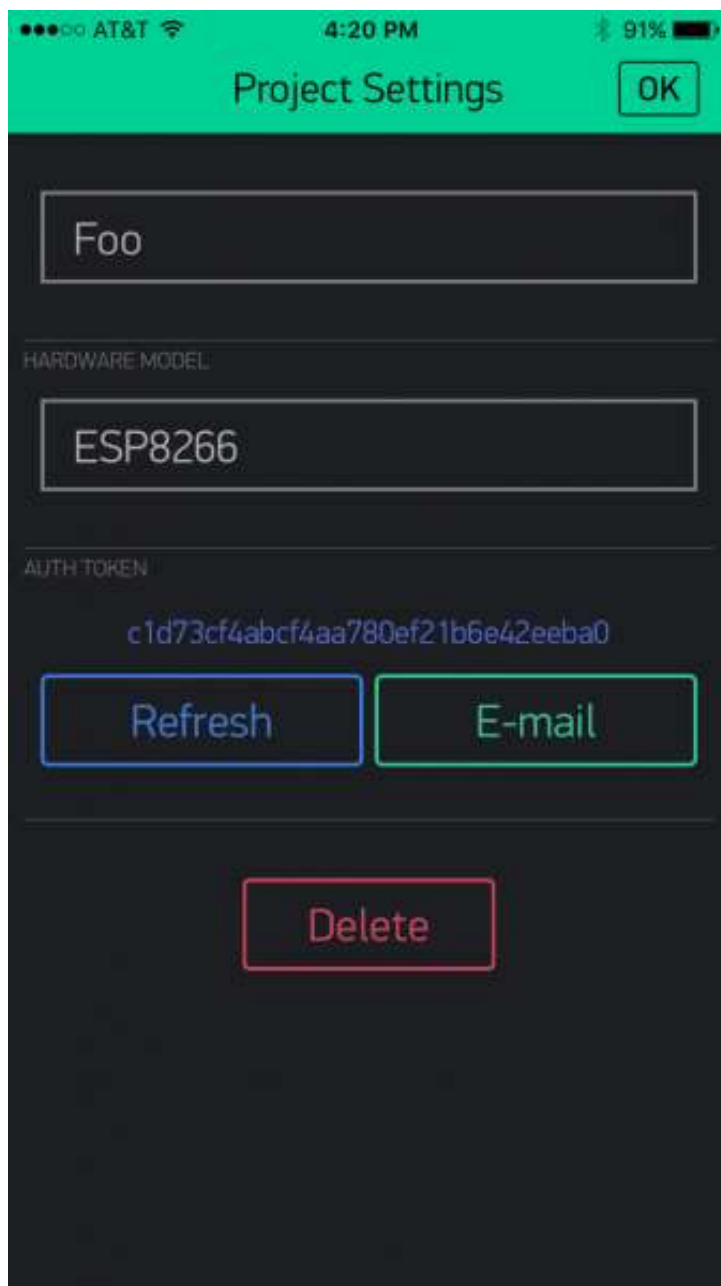 AT&T 4:20 PM 91%
Project Settings OK
Foo
HARDWARE MODEL
ESP8266
AUTH TOKEN
c1d73cf4abcf4aa780ef21b6e42eeba0
Refresh E-mail
Delete